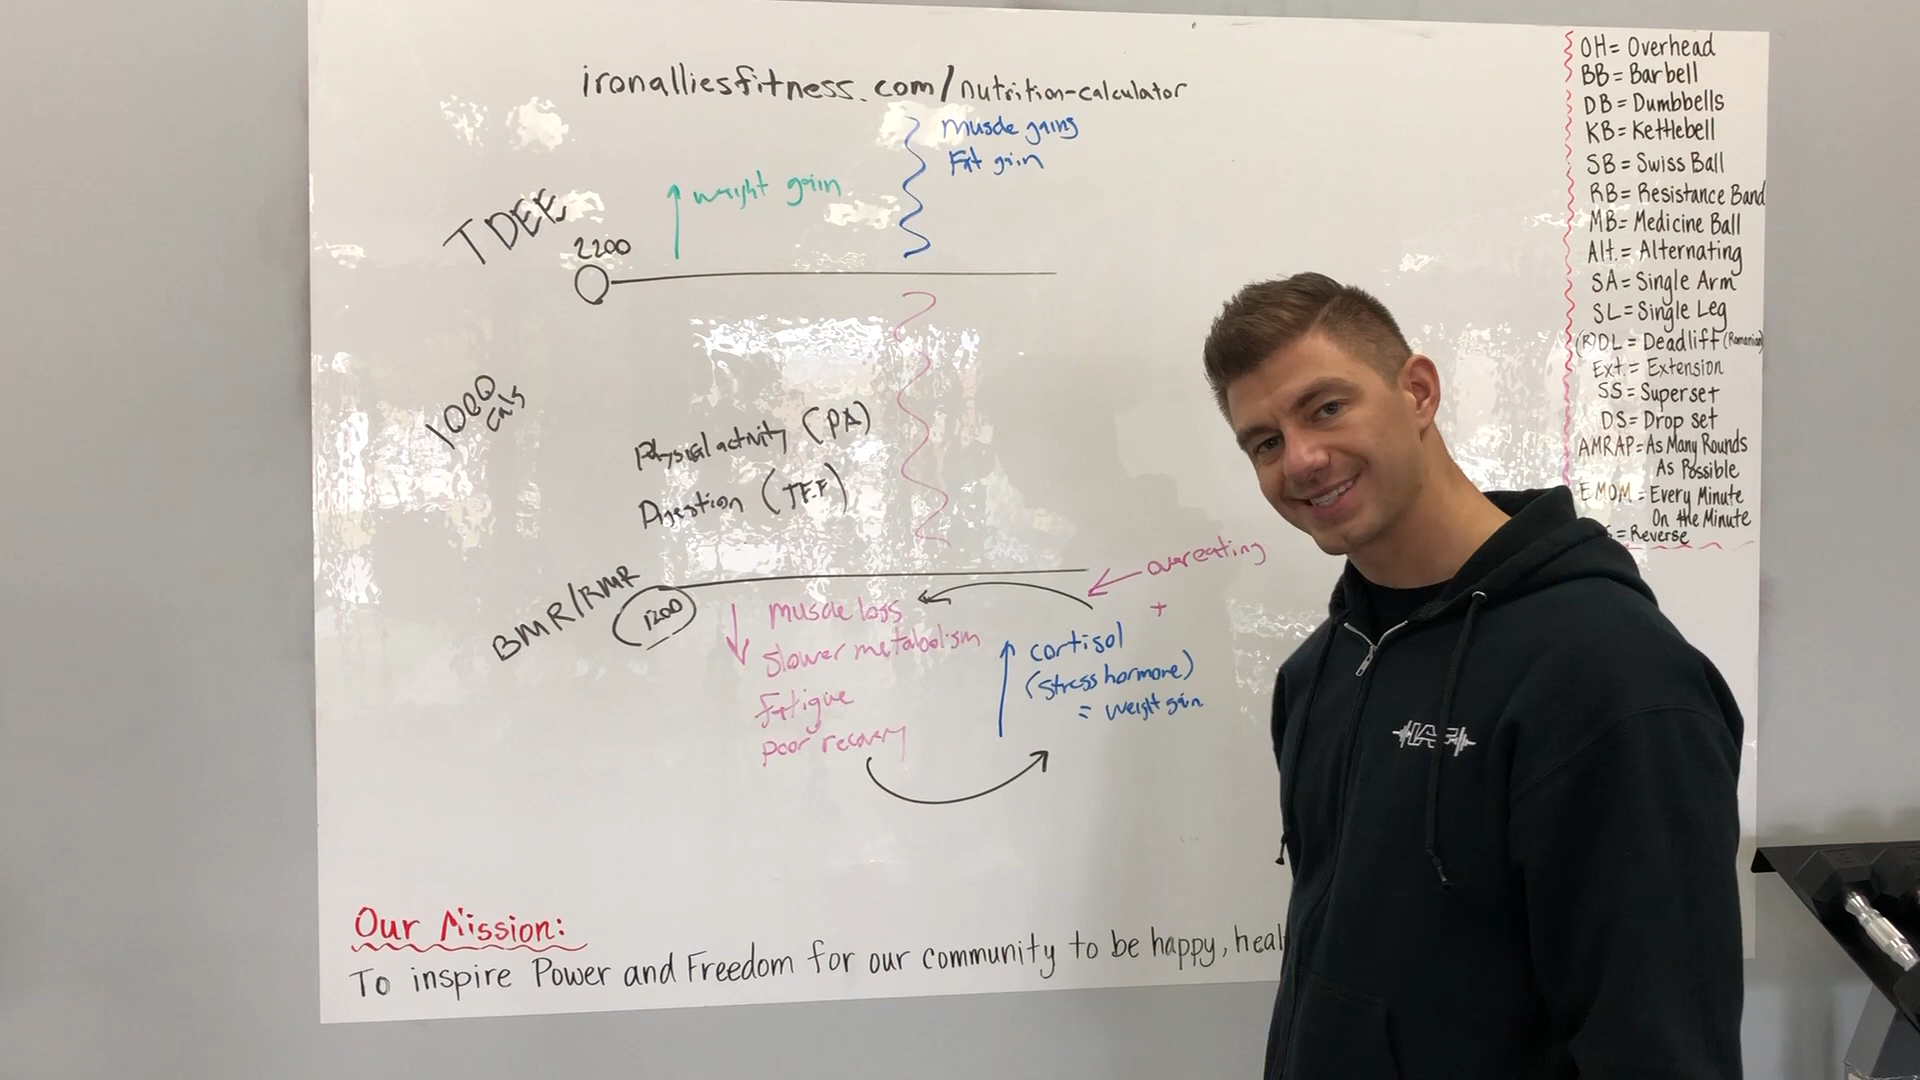 ironalliesfitness.com/nutrition-calculator
muscle gains
Fat gain
weight gain
TDEE
2200
1000
cals
Physical activity (PA)
Digestion (TEF)
BMR/RMR
1200
muscle loss
slower metabolism
fatigue
poor recovery
overeating
+
cortisol
(stress hormone)
= weight gain
Our Mission:
To inspire Power and Freedom for our community to be happy, heal
OH= Overhead
BB= Barbell
DB= Dumbbells
KB= Kettlebell
SB= Swiss Ball
RB= Resistance Band
MB= Medicine Ball
Alt.= Alternating
SA= Single Arm
SL= Single Leg
(R)DL= Deadlift (Romanian)
Ext.= Extension
SS= Superset
DS= Drop set
AMRAP= As Many Rounds
As Possible
EMOM= Every Minute
On the Minute
= Reverse